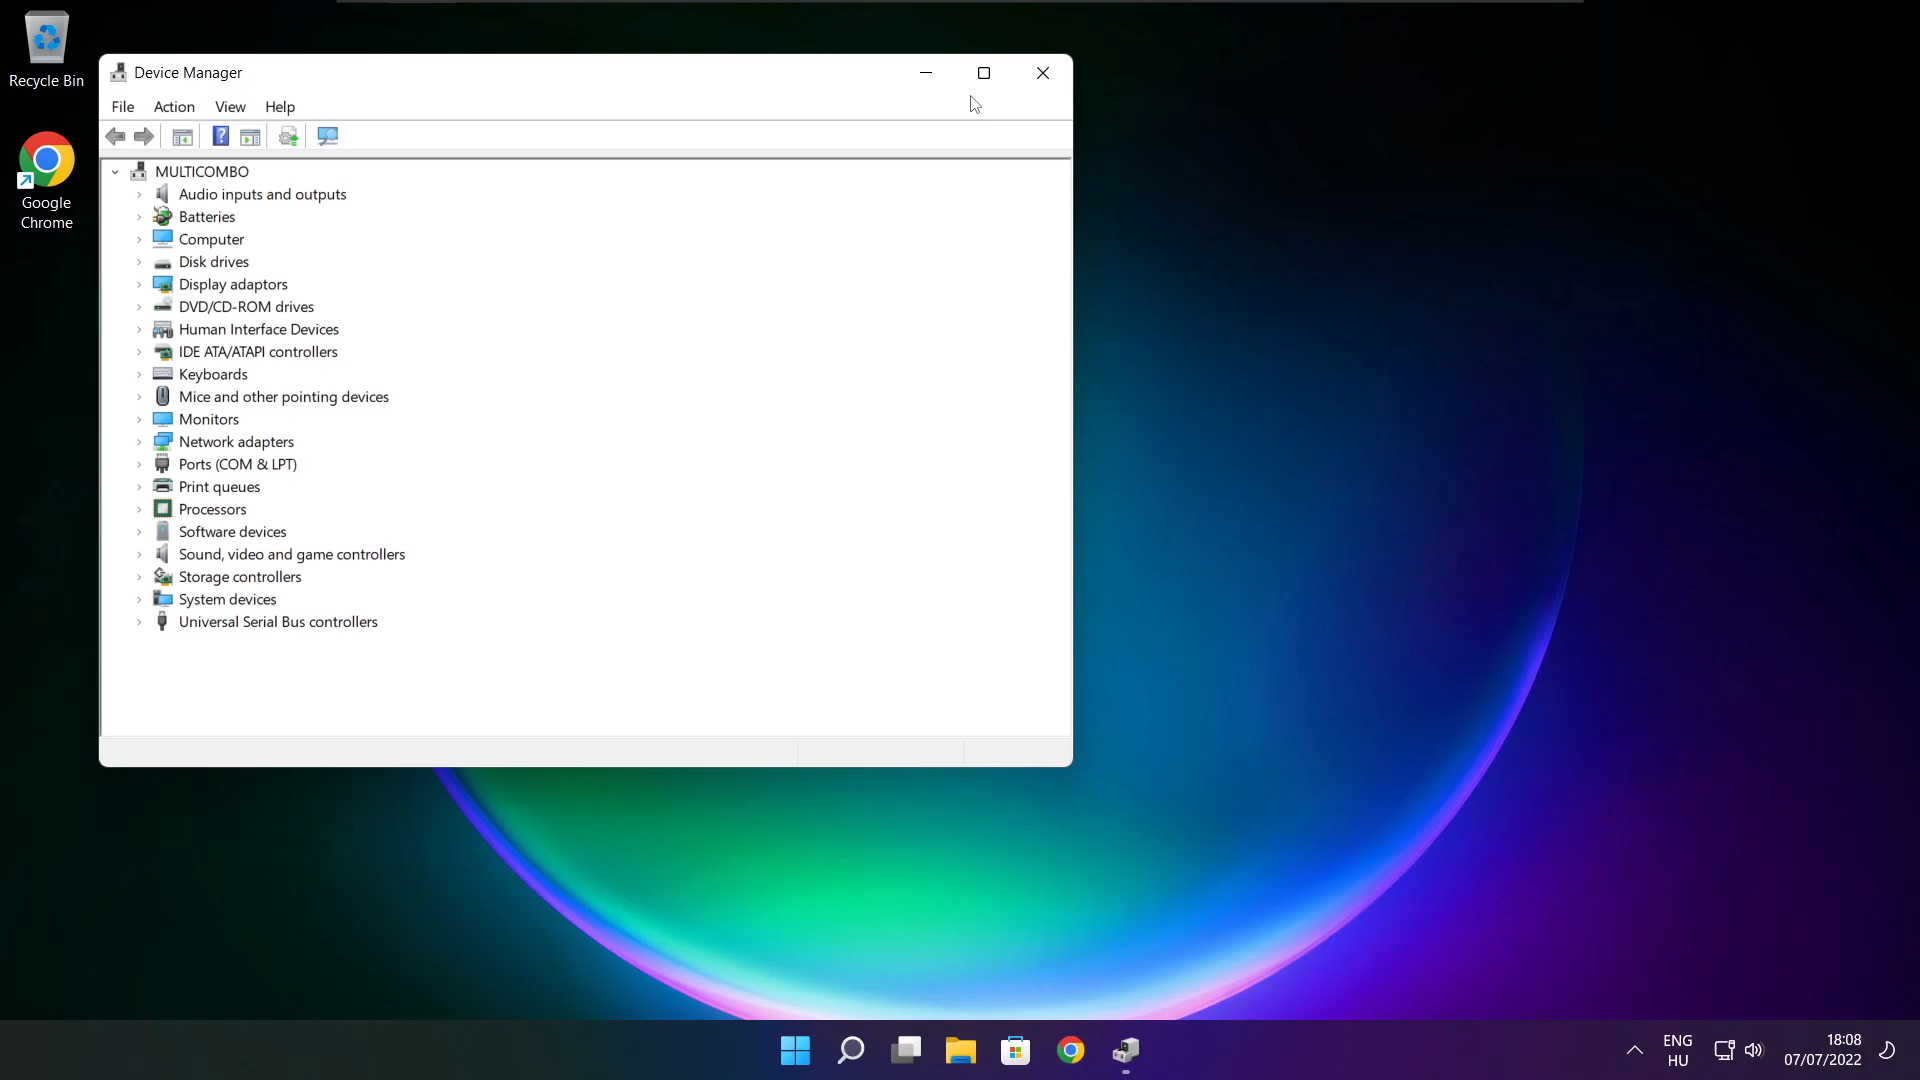 Recycle Bin
Google
Chrome
Device Manager
File Action View Help
MULTICOMBO
Audio inputs and outputs
Batteries
Computer
Disk drives
Display adaptors
DVD/CD-ROM drives
Human Interface Devices
IDE ATA/ATAPI controllers
Keyboards
Mice and other pointing devices
Monitors
Network adapters
Ports (COM & LPT)
Print queues
Processors
Software devices
Sound, video and game controllers
Storage controllers
System devices
Universal Serial Bus controllers
ENG
HU
18:08
07/07/2022